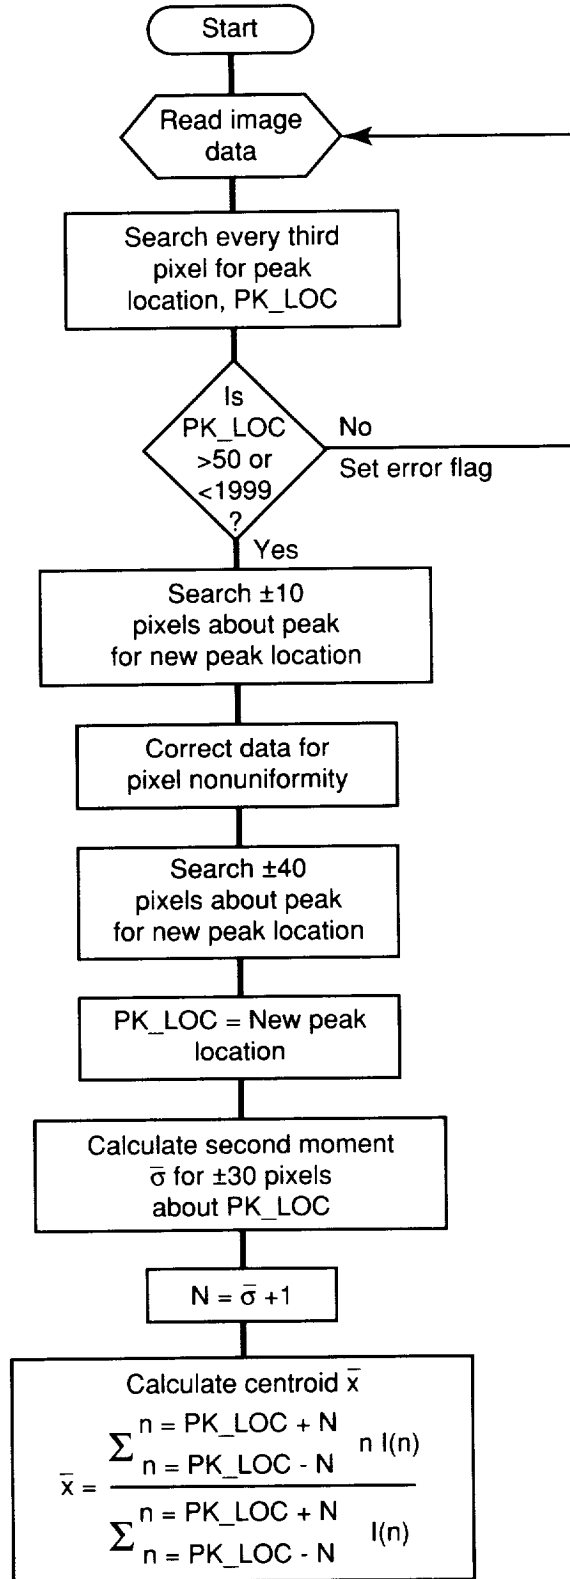 Start
Read image
data
Search every third
pixel for peak
location, PK_LOC
Is
PK_LOC
>50 or
<1999
?
No
Set error flag
Yes
Search ±10
pixels about peak
for new peak location
Correct data for
pixel nonuniformity
Search ±40
pixels about peak
for new peak location
PK_LOC = New peak
location
Calculate second moment
σ̅ for ±30 pixels
about PK_LOC
N = σ̅ +1
Calculate centroid x̅
∑ n = PK_LOC + N
n = PK_LOC - N n I(n)
x̅ =
∑ n = PK_LOC + N
n = PK_LOC - N I(n)